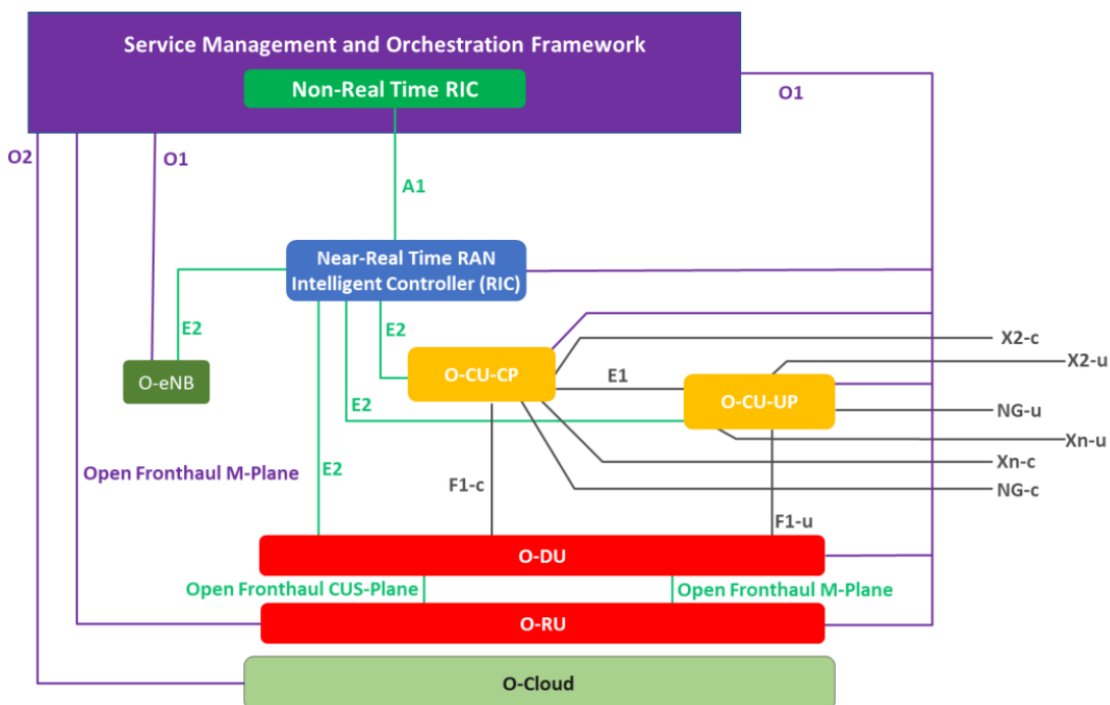 Service Management and Orchestration Framework
Non-Real Time RIC
O1
O2
O1
A1
Near-Real Time RAN
Intelligent Controller (RIC)
E2
E2
X2-c
X2-u
O-eNB
O-CU-CP
E1
O-CU-UP
E2
NG-u
Xn-u
Open Fronthaul M-Plane
E2
Xn-c
F1-c
NG-c
F1-u
O-DU
Open Fronthaul CUS-Plane
Open Fronthaul M-Plane
O-RU
O-Cloud